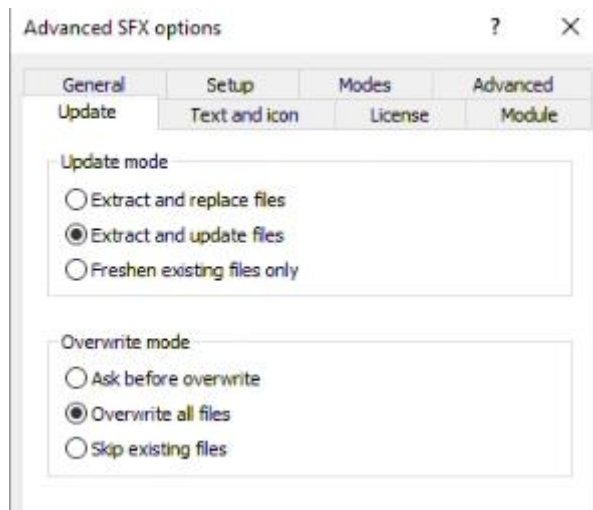 Advanced SFX options ? ×
General Setup Modes Advanced
Update Text and icon License Module
Update mode
Extract and replace files
Extract and update files
Freshen existing files only
Overwrite mode
Ask before overwrite
Overwrite all files
Skip existing files